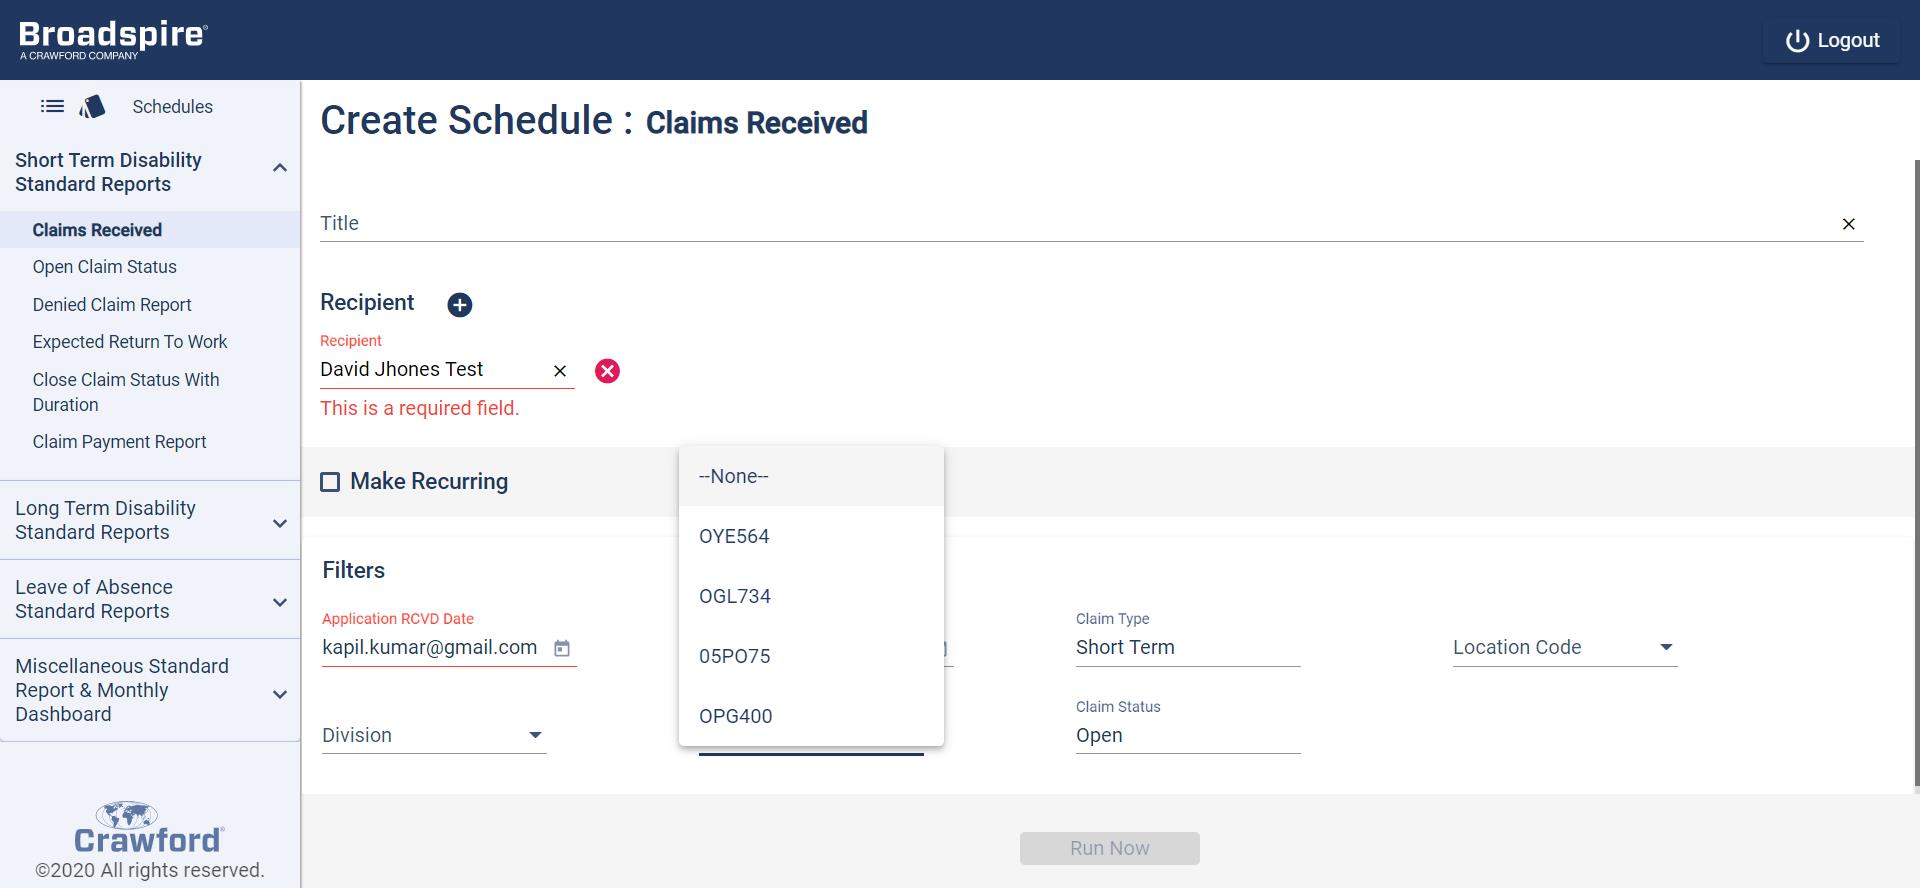 Broadspire®
A CRAWFORD COMPANY
Logout
Schedules
Short Term Disability
Standard Reports
Claims Received
Open Claim Status
Denied Claim Report
Expected Return To Work
Close Claim Status With
Duration
Claim Payment Report
Long Term Disability
Standard Reports
Leave of Absence
Standard Reports
Miscellaneous Standard
Report & Monthly
Dashboard
Crawford®
©2020 All rights reserved.
Create Schedule : Claims Received
Title
Recipient
Recipient
David Jhones Test
This is a required field.
Make Recurring
--None--
OYE564
OGL734
05PO75
OPG400
Filters
Application RCVD Date
kapil.kumar@gmail.com
Claim Type
Short Term
Location Code
Division
Claim Status
Open
Run Now